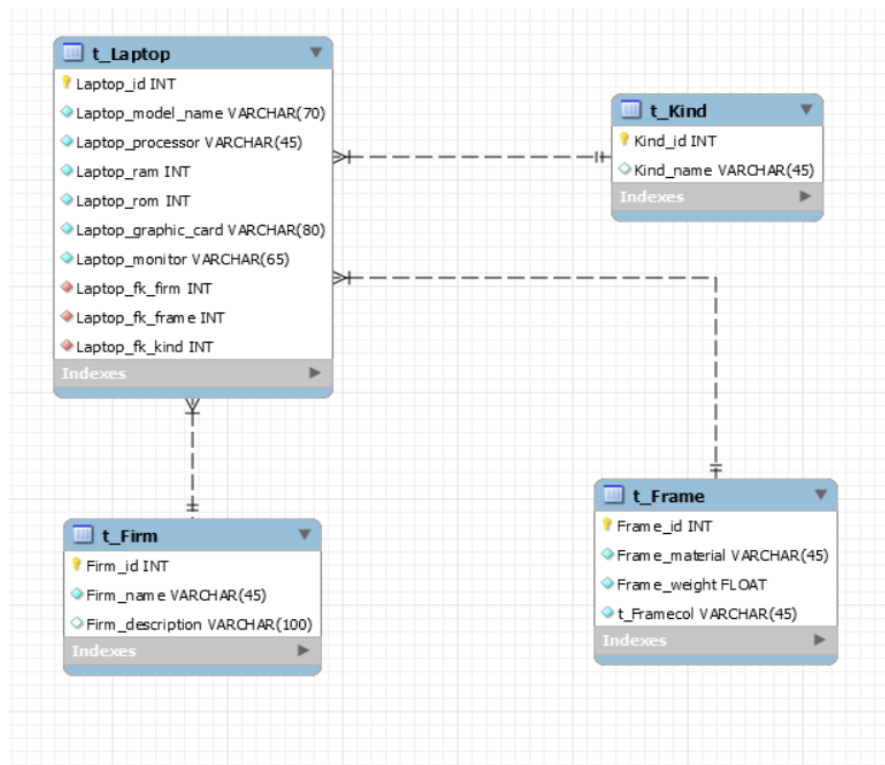 t_Laptop
Laptop_id INT
Laptop_model_name VARCHAR(70)
Laptop_processor VARCHAR(45)
Laptop_ram INT
Laptop_rom INT
Laptop_graphic_card VARCHAR(80)
Laptop_monitor VARCHAR(65)
Laptop_fk_firm INT
Laptop_fk_frame INT
Laptop_fk_kind INT
Indexes
t_Kind
Kind_id INT
Kind_name VARCHAR(45)
Indexes
t_Firm
Firm_id INT
Firm_name VARCHAR(45)
Firm_description VARCHAR(100)
Indexes
t_Frame
Frame_id INT
Frame_material VARCHAR(45)
Frame_weight FLOAT
t_Framecol VARCHAR(45)
Indexes